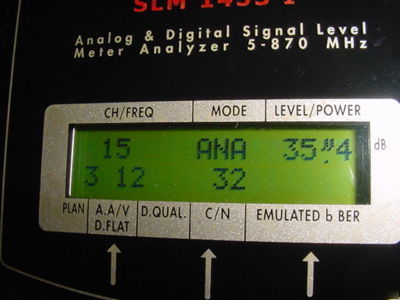 Analog & Digital Signal Level
Meter Analyzer 5-870 MHz
CH/FREQ MODE LEVEL/POWER
15 ANA 35 4 dB
3 12 32
PLAN A.A/V D.QUAL. C/N EMULATED b BER
D.FLAT